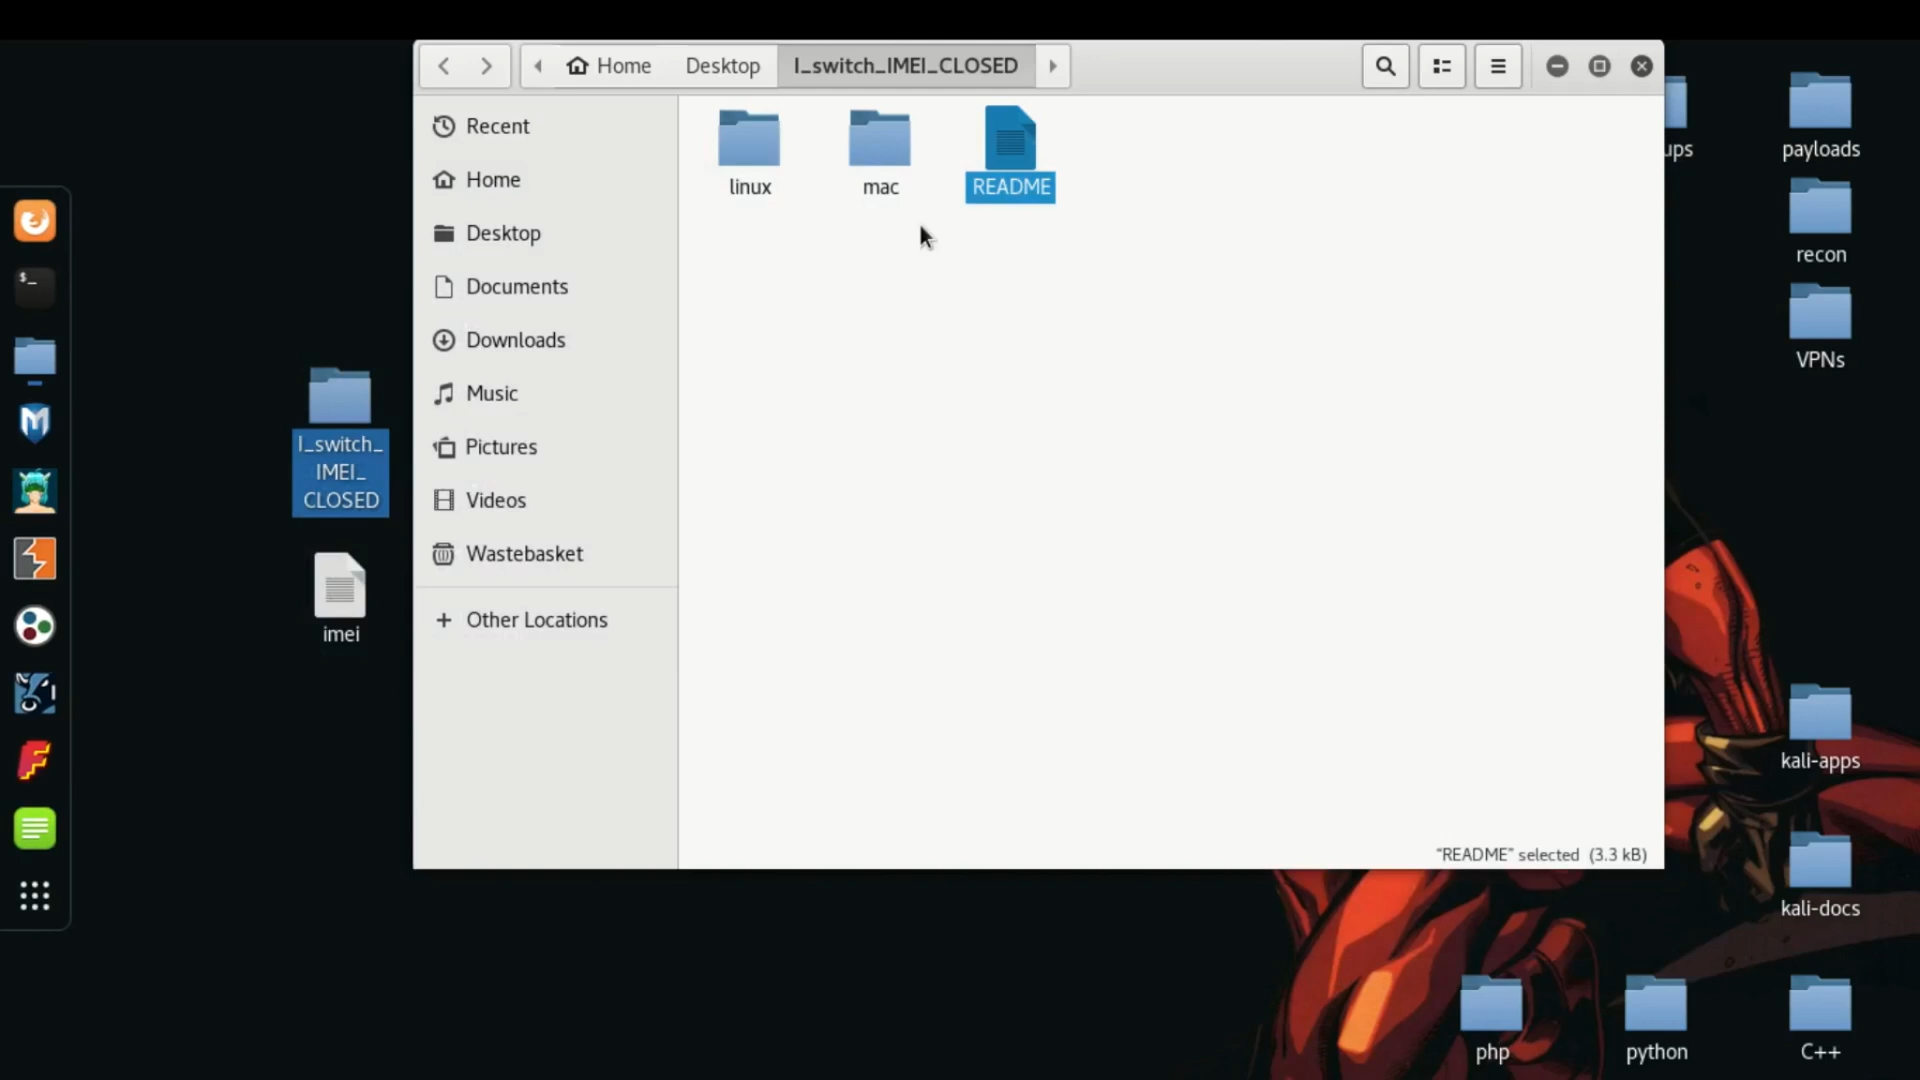 Home
Desktop
I_switch_IMEI_CLOSED
Recent
Home
Desktop
Documents
Downloads
Music
Pictures
Videos
Wastebasket
Other Locations
linux
mac
README
"README" selected (3.3 kB)
I_switch_
IMEI_
CLOSED
imei
ups
payloads
recon
VPNs
kali-apps
kali-docs
php
python
C++